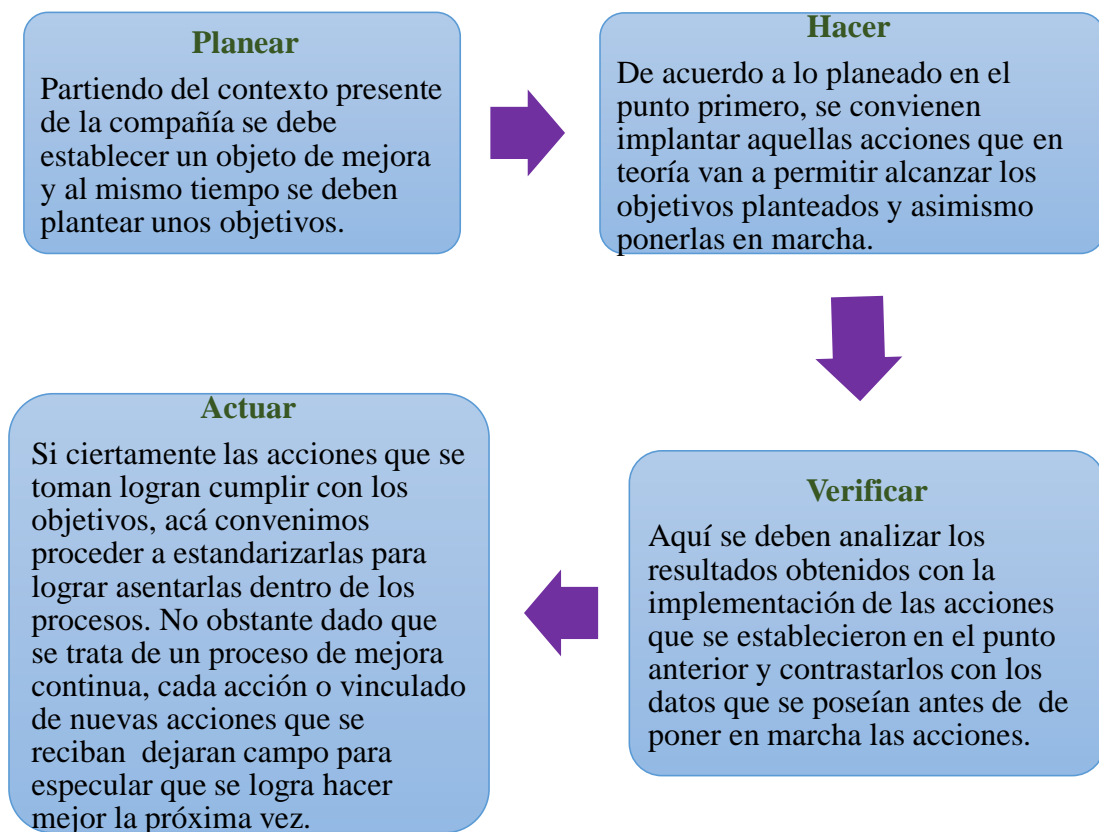 Planear
Partiendo del contexto presente
de la compañía se debe
establecer un objeto de mejora
y al mismo tiempo se deben
plantear unos objetivos.
Hacer
De acuerdo a lo planeado en el
punto primero, se convienen
implantar aquellas acciones que en
teoría van a permitir alcanzar los
objetivos planteados y asimismo
ponerlas en marcha.
Verificar
Aquí se deben analizar los
resultados obtenidos con la
implementación de las acciones
que se establecieron en el punto
anterior y contrastarlos con los
datos que se poseían antes de  de
poner en marcha las acciones.
Actuar
Si ciertamente las acciones que se
toman logran cumplir con los
objetivos, acá convenimos
proceder a estandarizarlas para
lograr asentarlas dentro de los
procesos. No obstante dado que
se trata de un proceso de mejora
continua, cada acción o vinculado
de nuevas acciones que se
reciban  dejaran campo para
especular que se logra hacer
mejor la próxima vez.